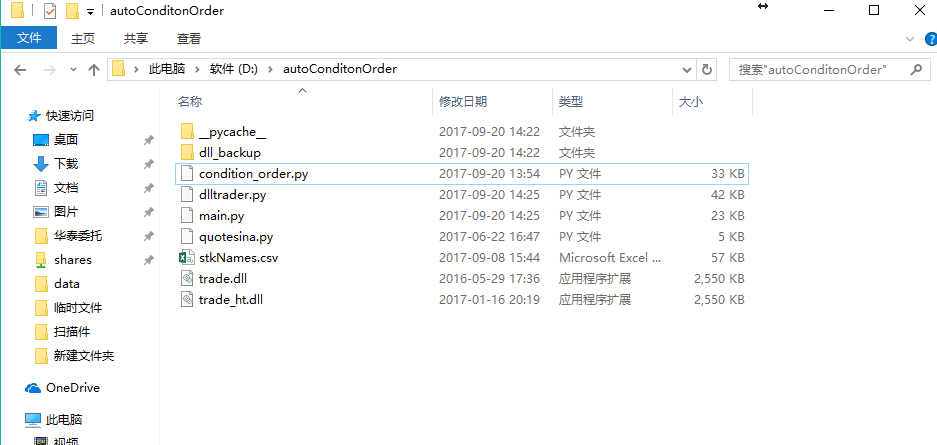 autoConditonOrder
文件 主页 共享 查看
此电脑 软件 (D:) autoConditonOrder 搜索"autoConditonOrder"
名称 修改日期 类型 大小
快速访问
桌面
下载
文档
图片
华泰委托
shares
data
临时文件
扫描件
新建文件夹
OneDrive
此电脑
视频
__pycache__ 2017-09-20 14:22 文件夹
dll_backup 2017-09-20 14:22 文件夹
condition_order.py 2017-09-20 13:54 PY 文件 33 KB
dlltrader.py 2017-09-20 14:25 PY 文件 42 KB
main.py 2017-09-20 14:25 PY 文件 23 KB
quotesina.py 2017-06-22 16:47 PY 文件 5 KB
stkNames.csv 2017-09-08 15:44 Microsoft Excel ... 57 KB
trade.dll 2016-05-29 17:36 应用程序扩展 2,550 KB
trade_ht.dll 2017-01-16 20:19 应用程序扩展 2,550 KB